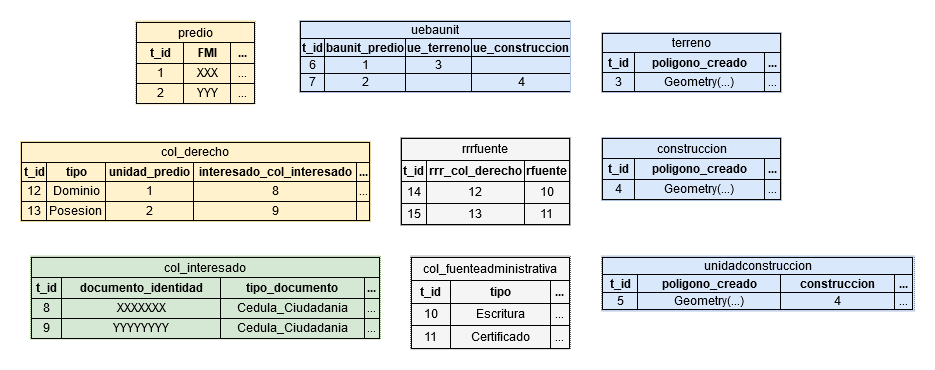 predio
t_id FMI ...
1 XXX ...
2 YYY ...
uebaunit
t_id baunit_predio ue_terreno ue_construccion
6 1 3
7 2 4
terreno
t_id poligono_creado ...
3 Geometry(...) ...
col_derecho
t_id tipo unidad_predio interesado_col_interesado ...
12 Dominio 1 8 ...
13 Posesion 2 9
rrrfuente
t_id rrr_col_derecho rfuente
14 12 10
15 13 11
construccion
t_id poligono_creado ...
4 Geometry(...) ...
col_interesado
t_id documento_identidad tipo_documento ...
8 XXXXXXX Cedula_Ciudadania ...
9 YYYYYYYY Cedula_Ciudadania ...
col_fuenteadministrativa
t_id tipo ...
10 Escritura ...
11 Certificado ...
unidadconstruccion
t_id poligono_creado construccion ...
5 Geometry(...) 4 ...